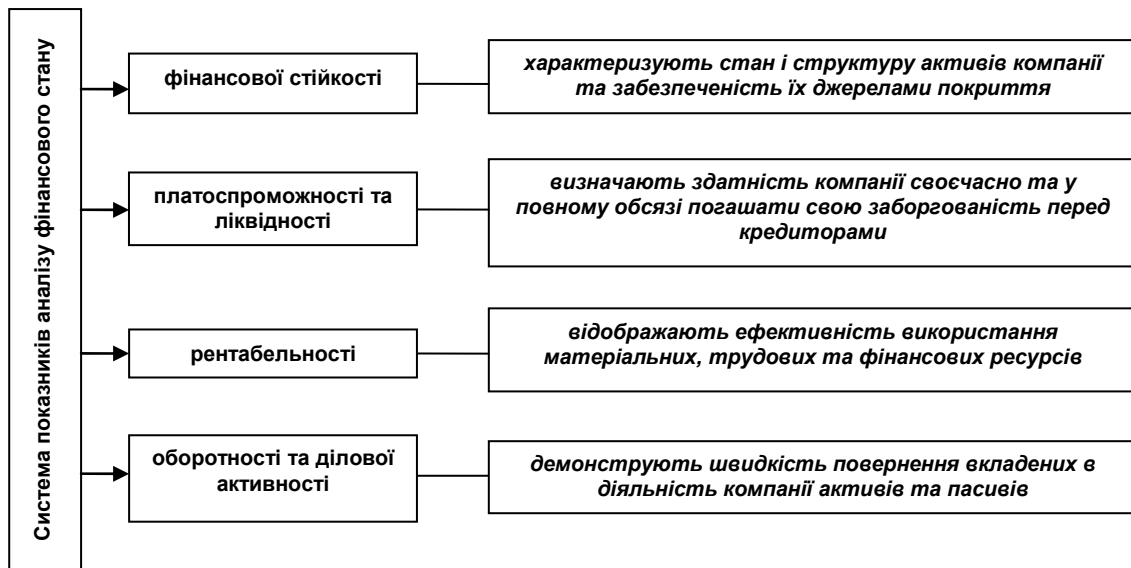 Система показників аналізу фінансового стану
фінансової стійкості
характеризують стан і структуру активів компанії
та забезпеченість їх джерелами покриття
платоспроможності та
ліквідності
визначають здатність компанії своєчасно та у
повному обсязі погашати свою заборгованість перед
кредиторами
рентабельності
відображають ефективність використання
матеріальних, трудових та фінансових ресурсів
оборотності та ділової
активності
демонструють швидкість повернення вкладених в
діяльність компанії активів та пасивів